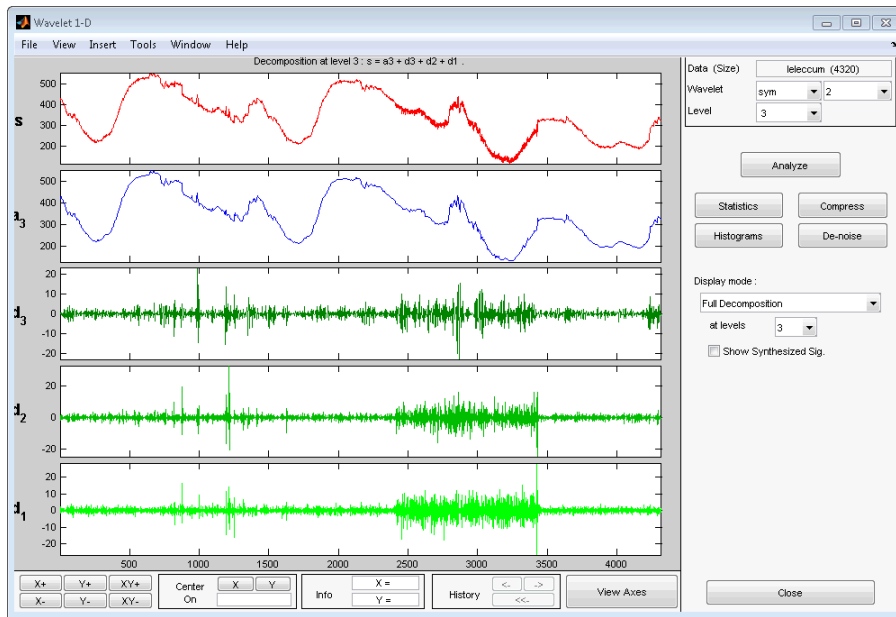 Wavelet 1-D
File View Insert Tools Window Help
Decomposition at level 3 : s = a3 + d3 + d2 + d1 .
s
500
400
300
200
a3
500
400
300
200
d3
20
10
0
-10
-20
d2
20
0
-20
d1
20
10
0
-10
-20
500 1000 1500 2000 2500 3000 3500 4000
Data (Size) leleccum (4320)
Wavelet sym 2
Level 3
Analyze
Statistics Compress
Histograms De-noise
Display mode :
Full Decomposition
at levels 3
Show Synthesized Sig.
X+ Y+ XY+
X- Y- XY-
Center On X Y
Info X =
Y =
History <- ->
<<-
View Axes
Close